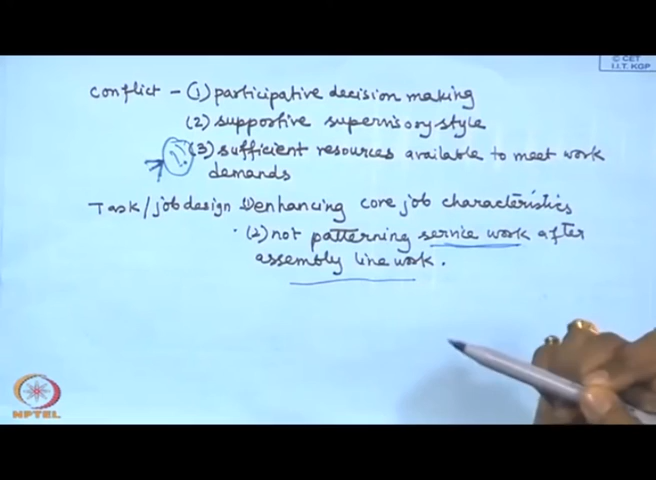 © CET
I.I.T. KGP
conflict - (1) participative decision making
(2) supportive supervisory style
(3) sufficient resources available to meet work
demands
Task/job design (1) enhancing core job characteristics
(2) not patterning service work after
assembly line work.
NPTEL